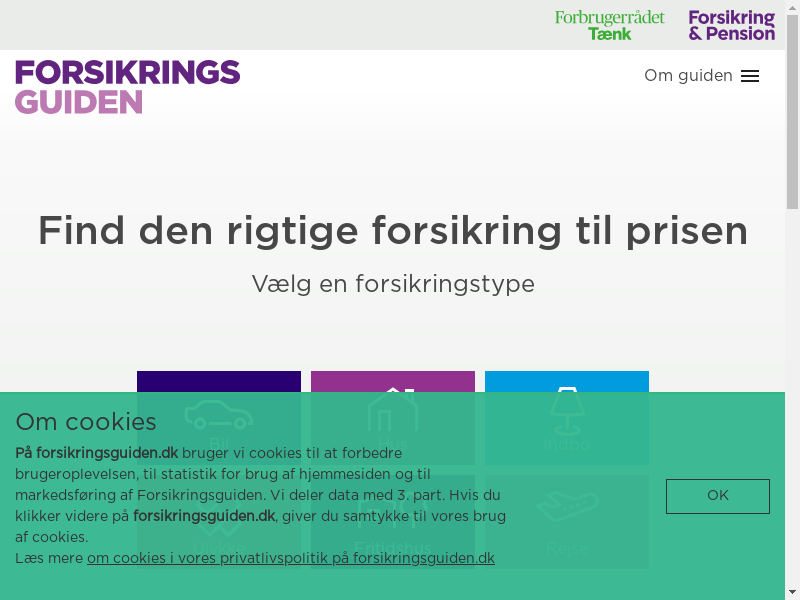 Forbrugerrådet
Tænk
Forsikring
& Pension
FORSIKRINGS
GUIDEN
Om guiden
Find den rigtige forsikring til prisen
Vælg en forsikringstype
Bil
Hus
Indbo
Om cookies
På forsikringsguiden.dk bruger vi cookies til at forbedre
brugeroplevelsen, til statistik for brug af hjemmesiden og til
markedsføring af Forsikringsguiden. Vi deler data med 3. part. Hvis du
klikker videre på forsikringsguiden.dk, giver du samtykke til vores brug
af cookies.
Læs mere om cookies i vores privatlivspolitik på forsikringsguiden.dk
OK
Ulykke
Fritidshus
Rejse